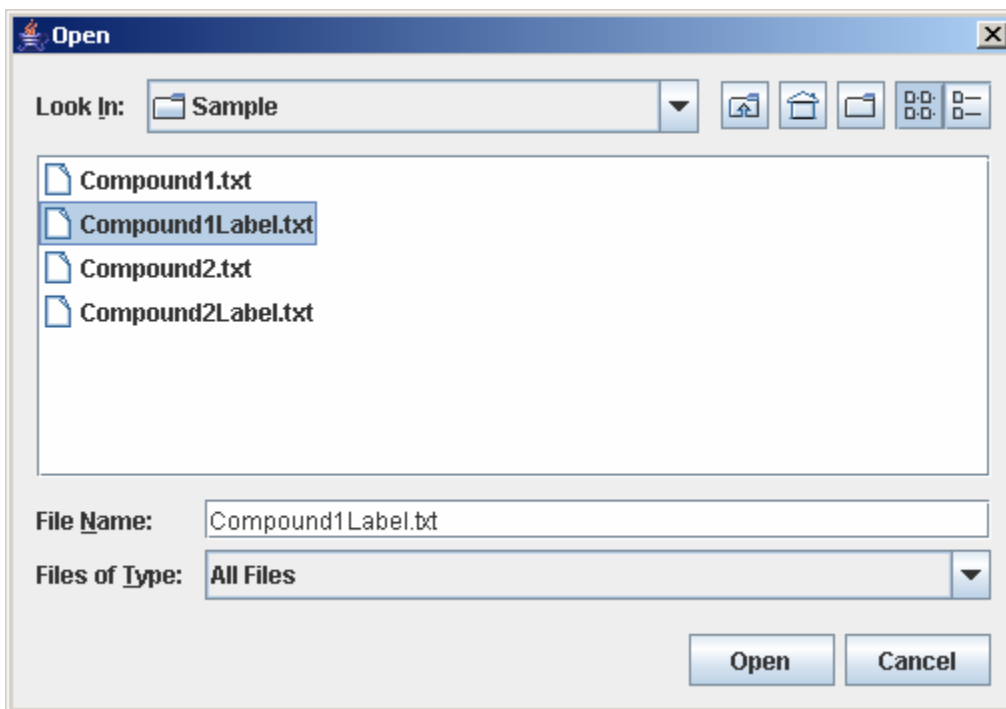 Open
Look In: Sample
Compound1.txt
Compound1Label.txt
Compound2.txt
Compound2Label.txt
File Name: Compound1Label.txt
Files of Type: All Files
Open Cancel